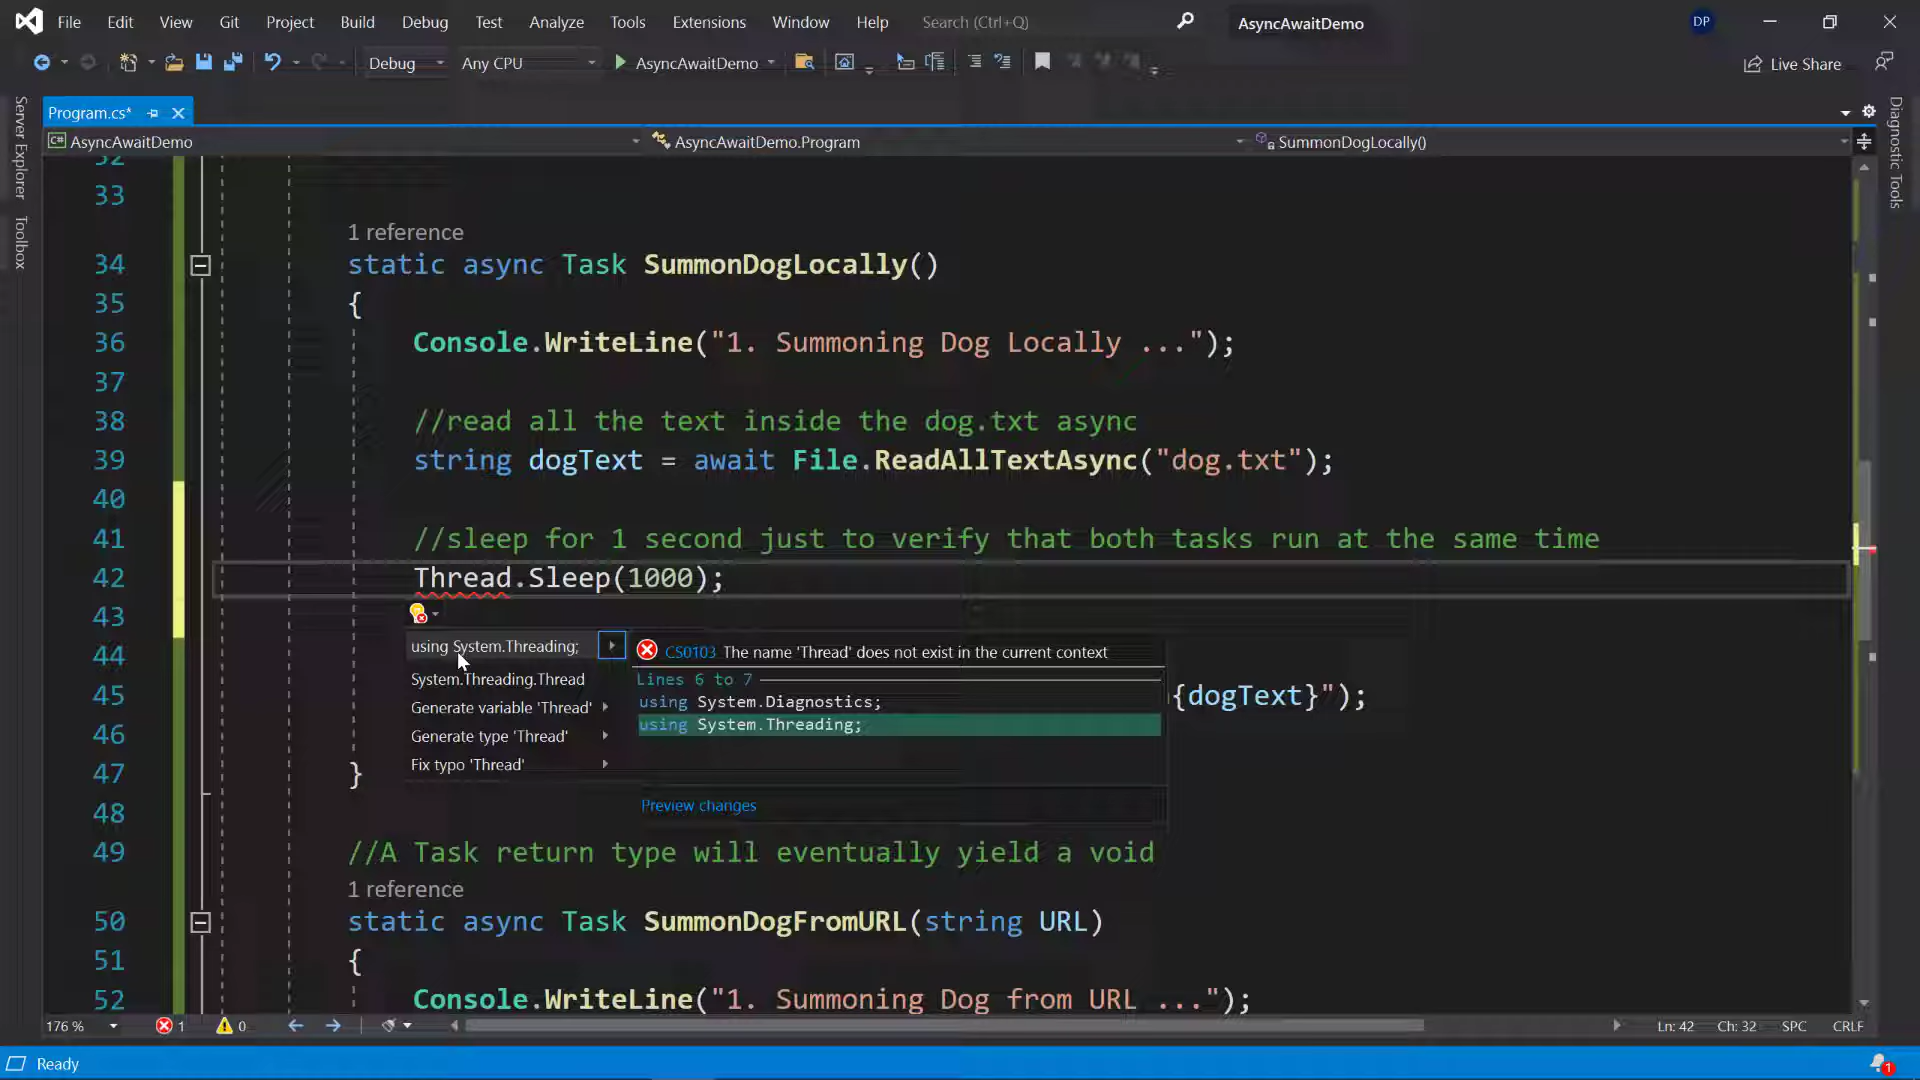 File Edit View Git Project Build Debug Test Analyze Tools Extensions Window Help Search (Ctrl+Q) AsyncAwaitDemo DP
Debug Any CPU AsyncAwaitDemo Live Share
Server Explorer
Toolbox
Diagnostic Tools
Program.cs*
C# AsyncAwaitDemo AsyncAwaitDemo.Program SummonDogLocally()
32
33
1 reference
34 static async Task SummonDogLocally()
35 {
36 Console.WriteLine("1. Summoning Dog Locally ...");
37
38 //read all the text inside the dog.txt async
39 string dogText = await File.ReadAllTextAsync("dog.txt");
40
41 //sleep for 1 second just to verify that both tasks run at the same time
42 Thread.Sleep(1000);
43
using System.Threading;
System.Threading.Thread
Generate variable 'Thread'
Generate type 'Thread'
Fix typo 'Thread'
CS0103 The name 'Thread' does not exist in the current context
Lines 6 to 7
using System.Diagnostics;
using System.Threading;
Preview changes
44
45 {dogText}");
46
47 }
48
49 //A Task return type will eventually yield a void
1 reference
50 static async Task SummonDogFromURL(string URL)
51 {
52 Console.WriteLine("1. Summoning Dog from URL ...");
176 % 1 0 Ln: 42 Ch: 32 SPC CRLF
Ready 1